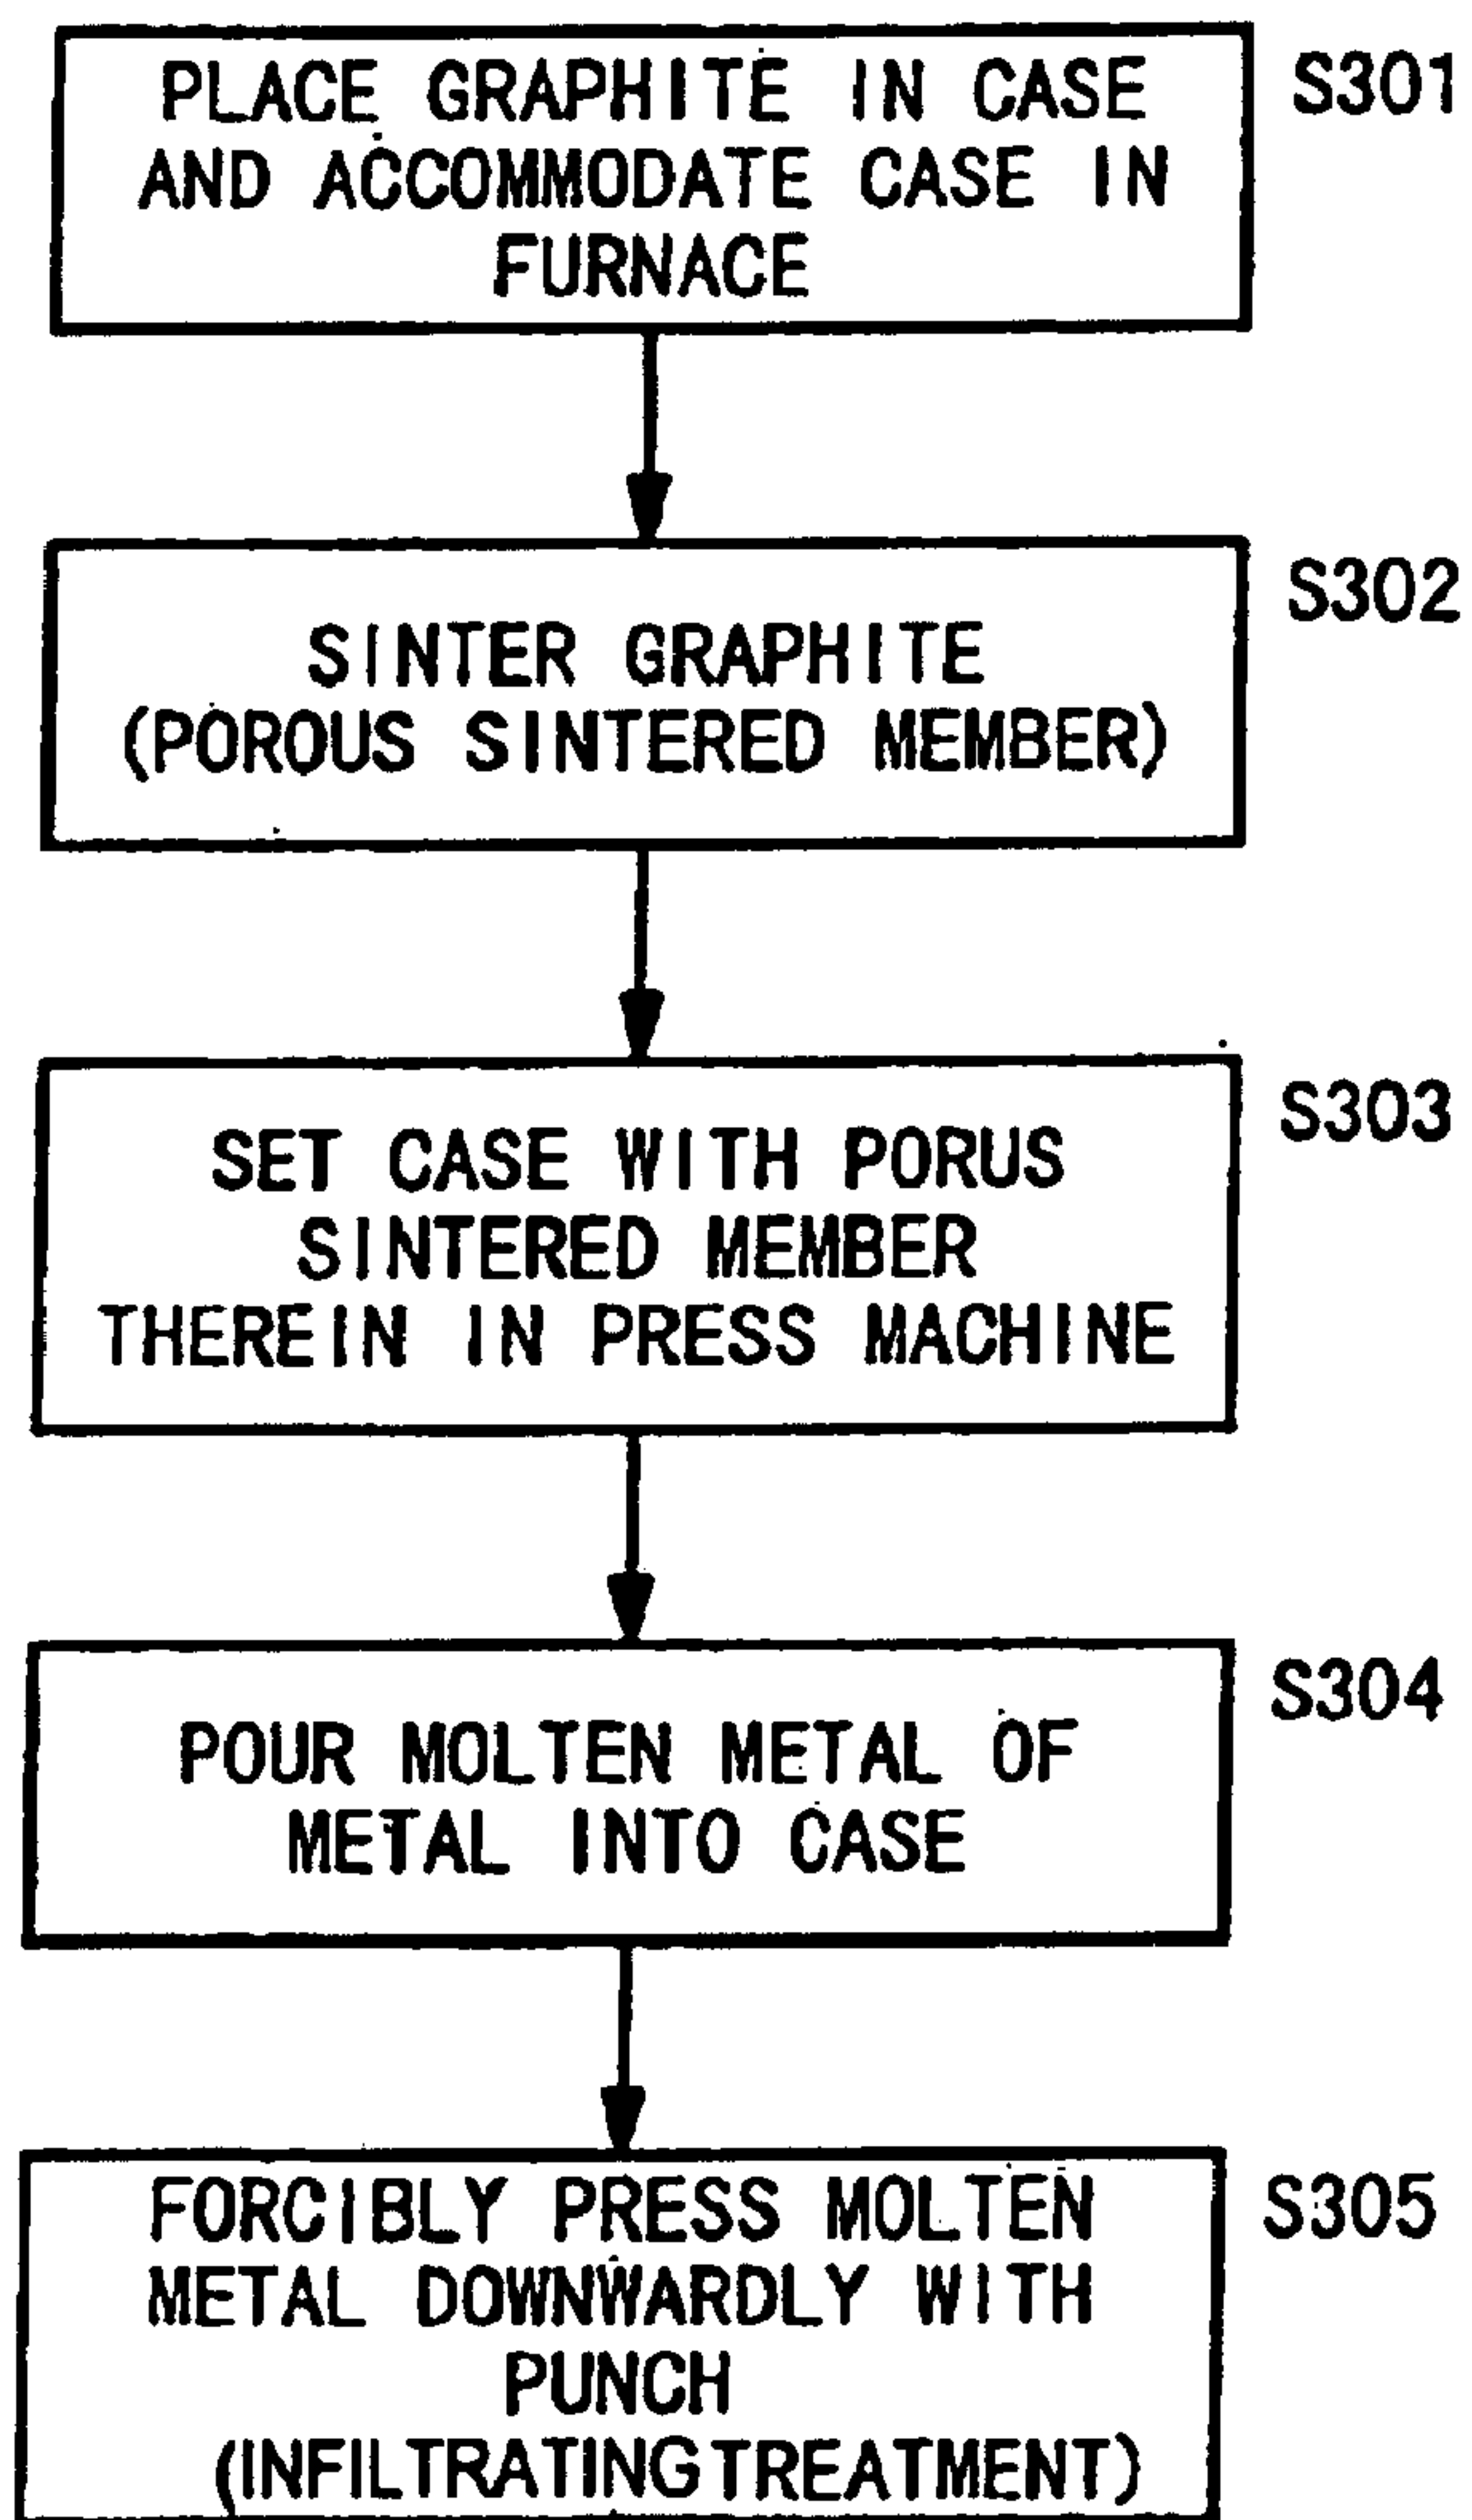 PLACE GRAPHITE IN CASE
AND ACCOMMODATE CASE IN
FURNACE
S301
SINTER GRAPHITE
(POROUS SINTERED MEMBER)
S302
SET CASE WITH PORUS
SINTERED MEMBER
THEREIN IN PRESS MACHINE
S303
POUR MOLTEN METAL OF
METAL INTO CASE
S304
FORCIBLY PRESS MOLTEN
METAL DOWNWARDLY WITH
PUNCH
(INFILTRATING TREATMENT)
S305